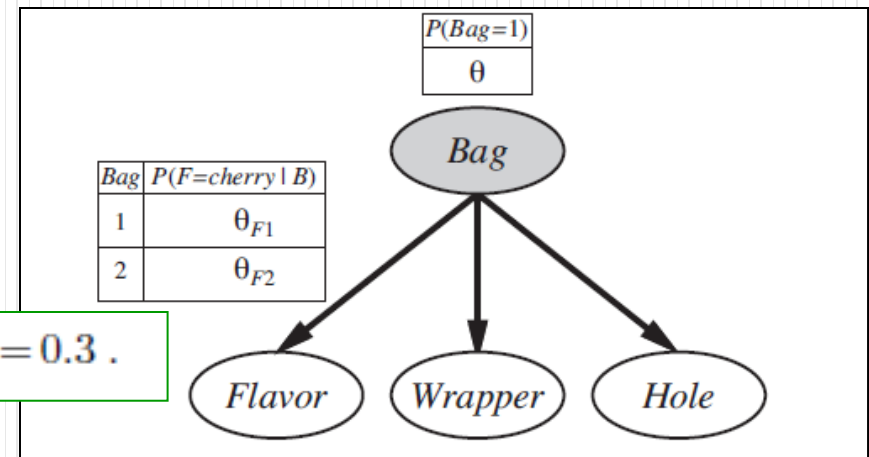 P(Bag=1)
θ
Bag
Bag P(F=cherry | B)
1 θF1
2 θF2
=0.3 .
Flavor Wrapper Hole